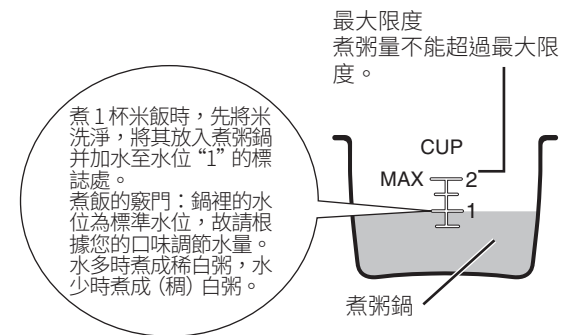 最大限度
煮粥量不能超過最大限
度。
煮1杯米飯時，先將米
洗淨，將其放入煮粥鍋
并加水至水位“1”的標
誌處。
煮飯的竅門：鍋裡的水
位為標準水位，故請根
據您的口味調節水量。
水多時煮成稀白粥，水
少時煮成（稠）白粥。
CUP
MAX 2
1
煮粥鍋